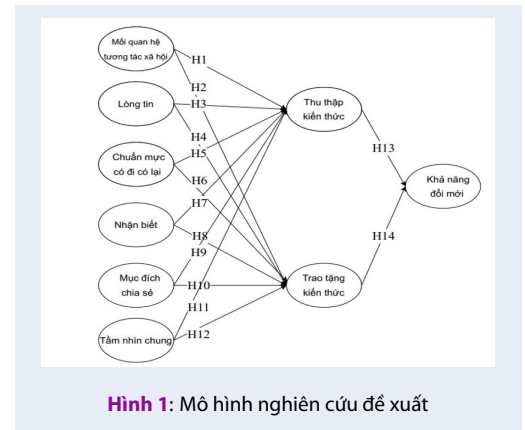 Mối quan hệ
tương tác xã hội
H1
H2
Lòng tin
H3
Thu thập
kiến thức
H4
H13
Chuẩn mực
có đi có lại
H5
H6
Khả năng
đổi mới
H7
Nhận biết
H8
H14
H9
Mục đích
chia sẻ
H10
Trao tặng
kiến thức
H11
Tầm nhìn chung
H12
Hình 1: Mô hình nghiên cứu đề xuất